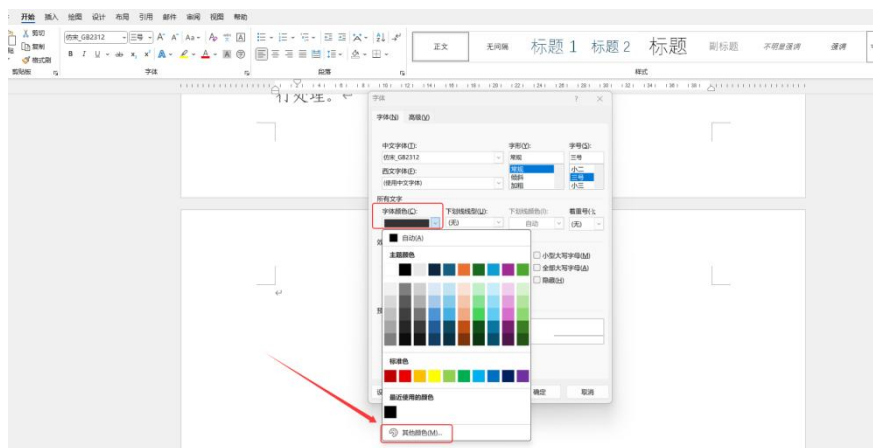 开始 插入 绘图 设计 布局 引用 邮件 审阅 视图 帮助
剪切
复制
格式刷
剪贴板
仿宋_GB2312 三号
字体
段落
正文 无间隔 标题 1 标题 2 标题 副标题 不明显强调 强调
样式
行处理。
字体 ? ×
字体(N) 高级(V)
中文字体(T): 字形(Y): 字号(S):
仿宋_GB2312 常规 三号
西文字体(F): 常规 小二
(使用中文字体) 倾斜 三号
加粗 小三
所有文字
字体颜色(C): 下划线线型(U): 下划线颜色(I): 着重号(
(无) 自动 (无)
自动(A)
主题颜色
小型大写字母(M)
全部大写字母(A)
隐藏(H)
标准色
最近使用的颜色
确定 取消
其他颜色(M)...